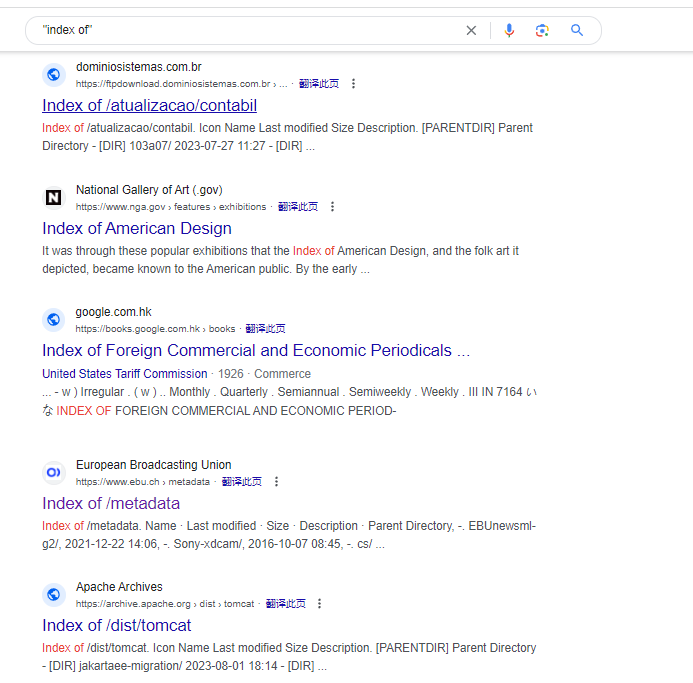 "index of"
dominiosistemas.com.br
https://ftpdownload.dominiosistemas.com.br › ... · 翻译此页
Index of /atualizacao/contabil
Index of /atualizacao/contabil. Icon Name Last modified Size Description. [PARENTDIR] Parent
Directory - [DIR] 103a07/ 2023-07-27 11:27 - [DIR] ...
National Gallery of Art (.gov)
https://www.nga.gov › features › exhibitions · 翻译此页
Index of American Design
It was through these popular exhibitions that the Index of American Design, and the folk art it
depicted, became known to the American public. By the early ...
google.com.hk
https://books.google.com.hk › books · 翻译此页
Index of Foreign Commercial and Economic Periodicals ...
United States Tariff Commission · 1926 · Commerce
... - w ) Irregular . ( w ) .. Monthly . Quarterly . Semiannual . Semiweekly . Weekly . III IN 7164 い
な INDEX OF FOREIGN COMMERCIAL AND ECONOMIC PERIOD-
European Broadcasting Union
https://www.ebu.ch › metadata · 翻译此页
Index of /metadata
Index of /metadata. Name · Last modified · Size · Description · Parent Directory, -. EBUnewsml-
g2/, 2021-12-22 14:06, -. Sony-xdcam/, 2016-10-07 08:45, -. cs/ ...
Apache Archives
https://archive.apache.org › dist › tomcat · 翻译此页
Index of /dist/tomcat
Index of /dist/tomcat. Icon Name Last modified Size Description. [PARENTDIR] Parent Directory
- [DIR] jakartaee-migration/ 2023-08-01 18:14 - [DIR] ...